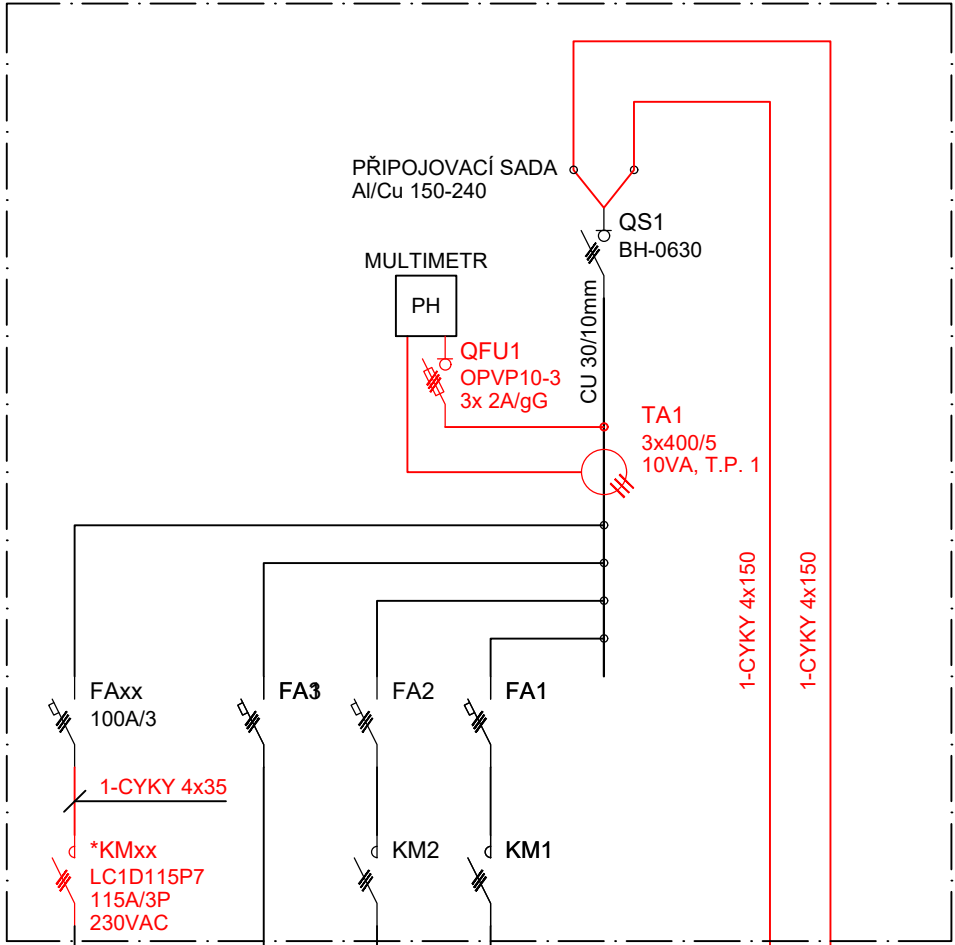 PŘIPOJOVACÍ SADA
Al/Cu 150-240
QS1
BH-0630
MULTIMETR
PH
CU 30/10mm
QFU1
OPVP10-3
3x 2A/gG
TA1
3x400/5
10VA, T.P. 1
1-CYKY 4x150
1-CYKY 4x150
FAxx
100A/3
FA3
FA2
FA1
1-CYKY 4x35
*KMxx
LC1D115P7
115A/3P
230VAC
KM2
KM1